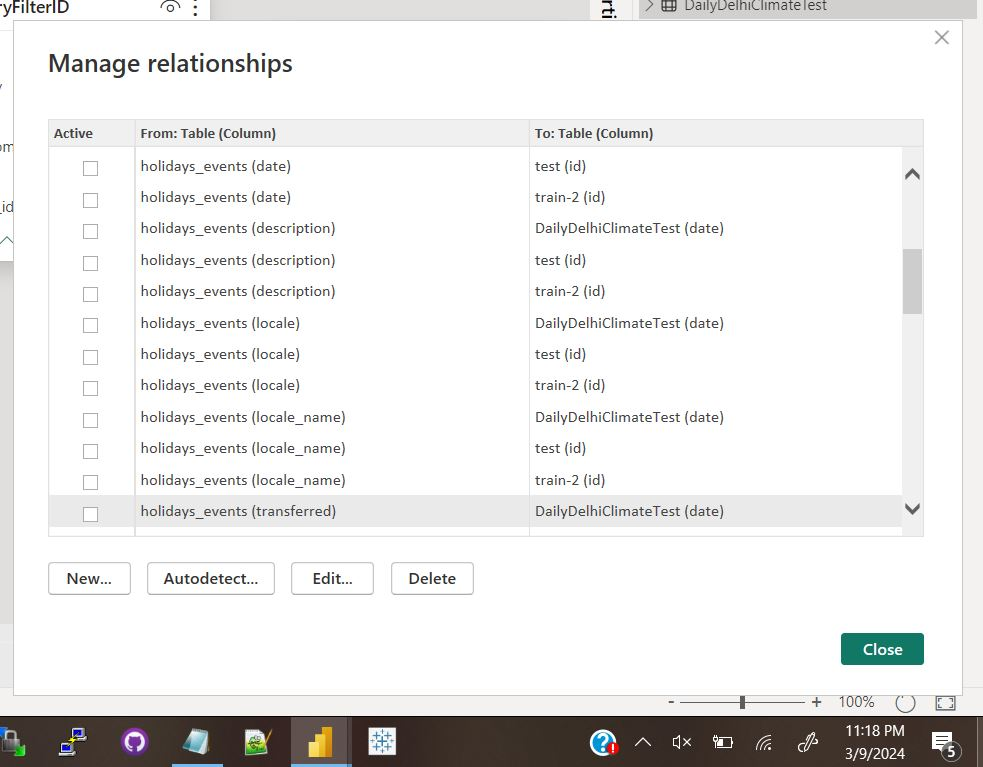 ryFilterID
DailyDelhiClimateTest
Manage relationships
Active From: Table (Column) To: Table (Column)
holidays_events (date) test (id)
holidays_events (date) train-2 (id)
holidays_events (description) DailyDelhiClimateTest (date)
holidays_events (description) test (id)
holidays_events (description) train-2 (id)
holidays_events (locale) DailyDelhiClimateTest (date)
holidays_events (locale) test (id)
holidays_events (locale) train-2 (id)
holidays_events (locale_name) DailyDelhiClimateTest (date)
holidays_events (locale_name) test (id)
holidays_events (locale_name) train-2 (id)
holidays_events (transferred) DailyDelhiClimateTest (date)
New... Autodetect... Edit... Delete
Close
- + 100%
11:18 PM
3/9/2024
5